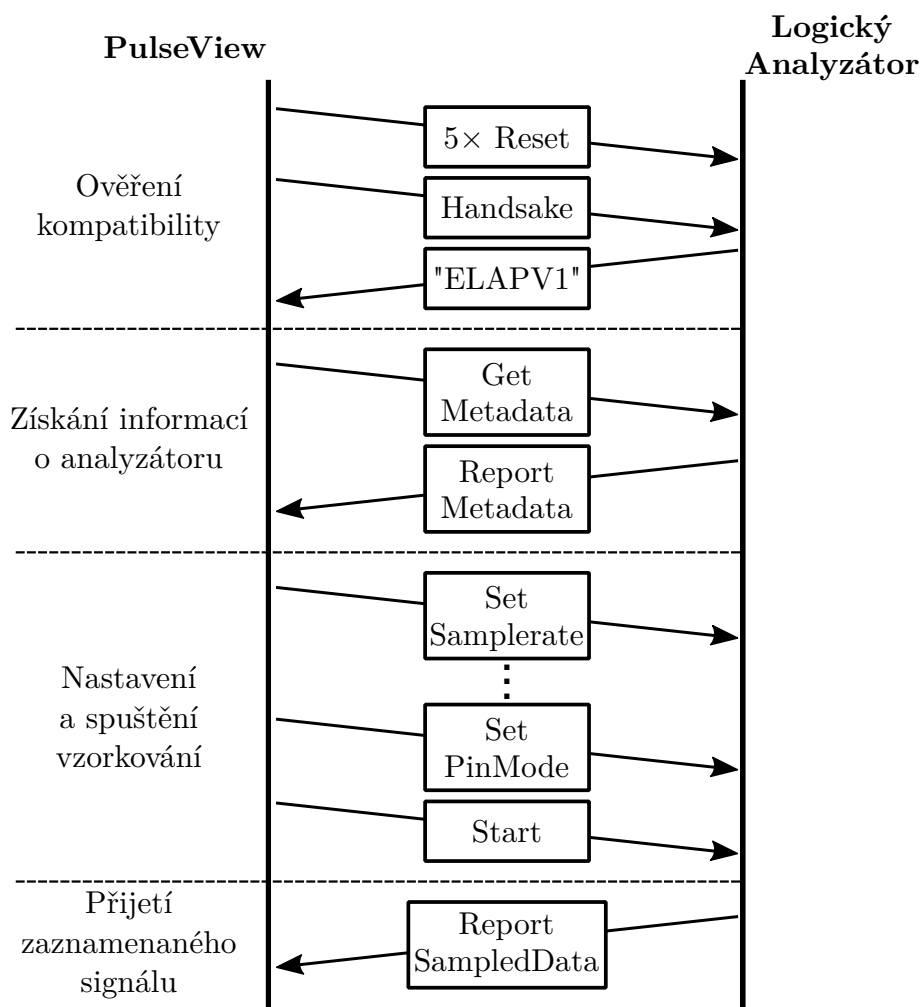 PulseView
Logický
Analyzátor
Ověření
kompatibility
5× Reset
Handsake
"ELAPV1"
Získání informací
o analyzátoru
Get
Metadata
Report
Metadata
Nastavení
a spuštění
vzorkování
Set
Samplerate
Set
PinMode
Start
Přijetí
zaznamenaného
signálu
Report
SampledData